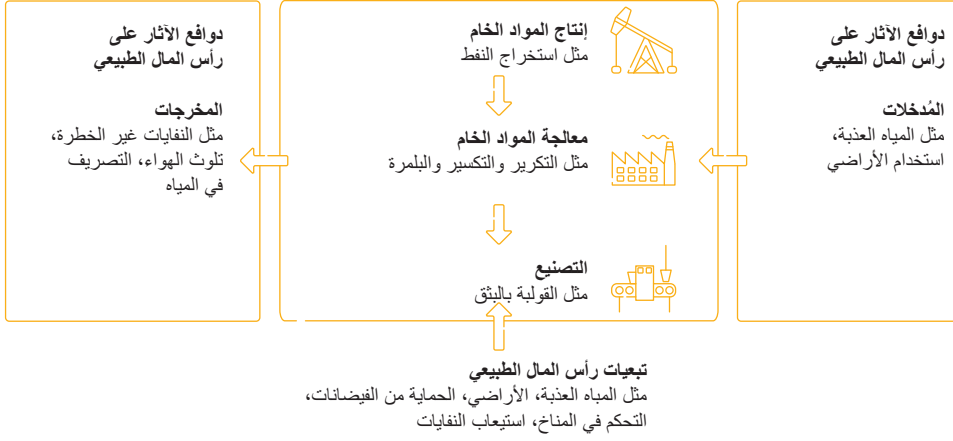 دوافع الآثار على
رأس المال الطبيعي
المُدخلات
مثل المياه العذبة،
استخدام الأراضي
إنتاج المواد الخام
مثل استخراج النفط
معالجة المواد الخام
مثل التكرير والتكسير والبلمرة
التصنيع
مثل القولبة بالبثق
دوافع الآثار على
رأس المال الطبيعي
المخرجات
مثل النفايات غير الخطرة،
تلوث الهواء، التصريف
في المياه
تبعيات رأس المال الطبيعي
مثل المياه العذبة، الأراضي، الحماية من الفيضانات،
التحكم في المناخ، استيعاب النفايات